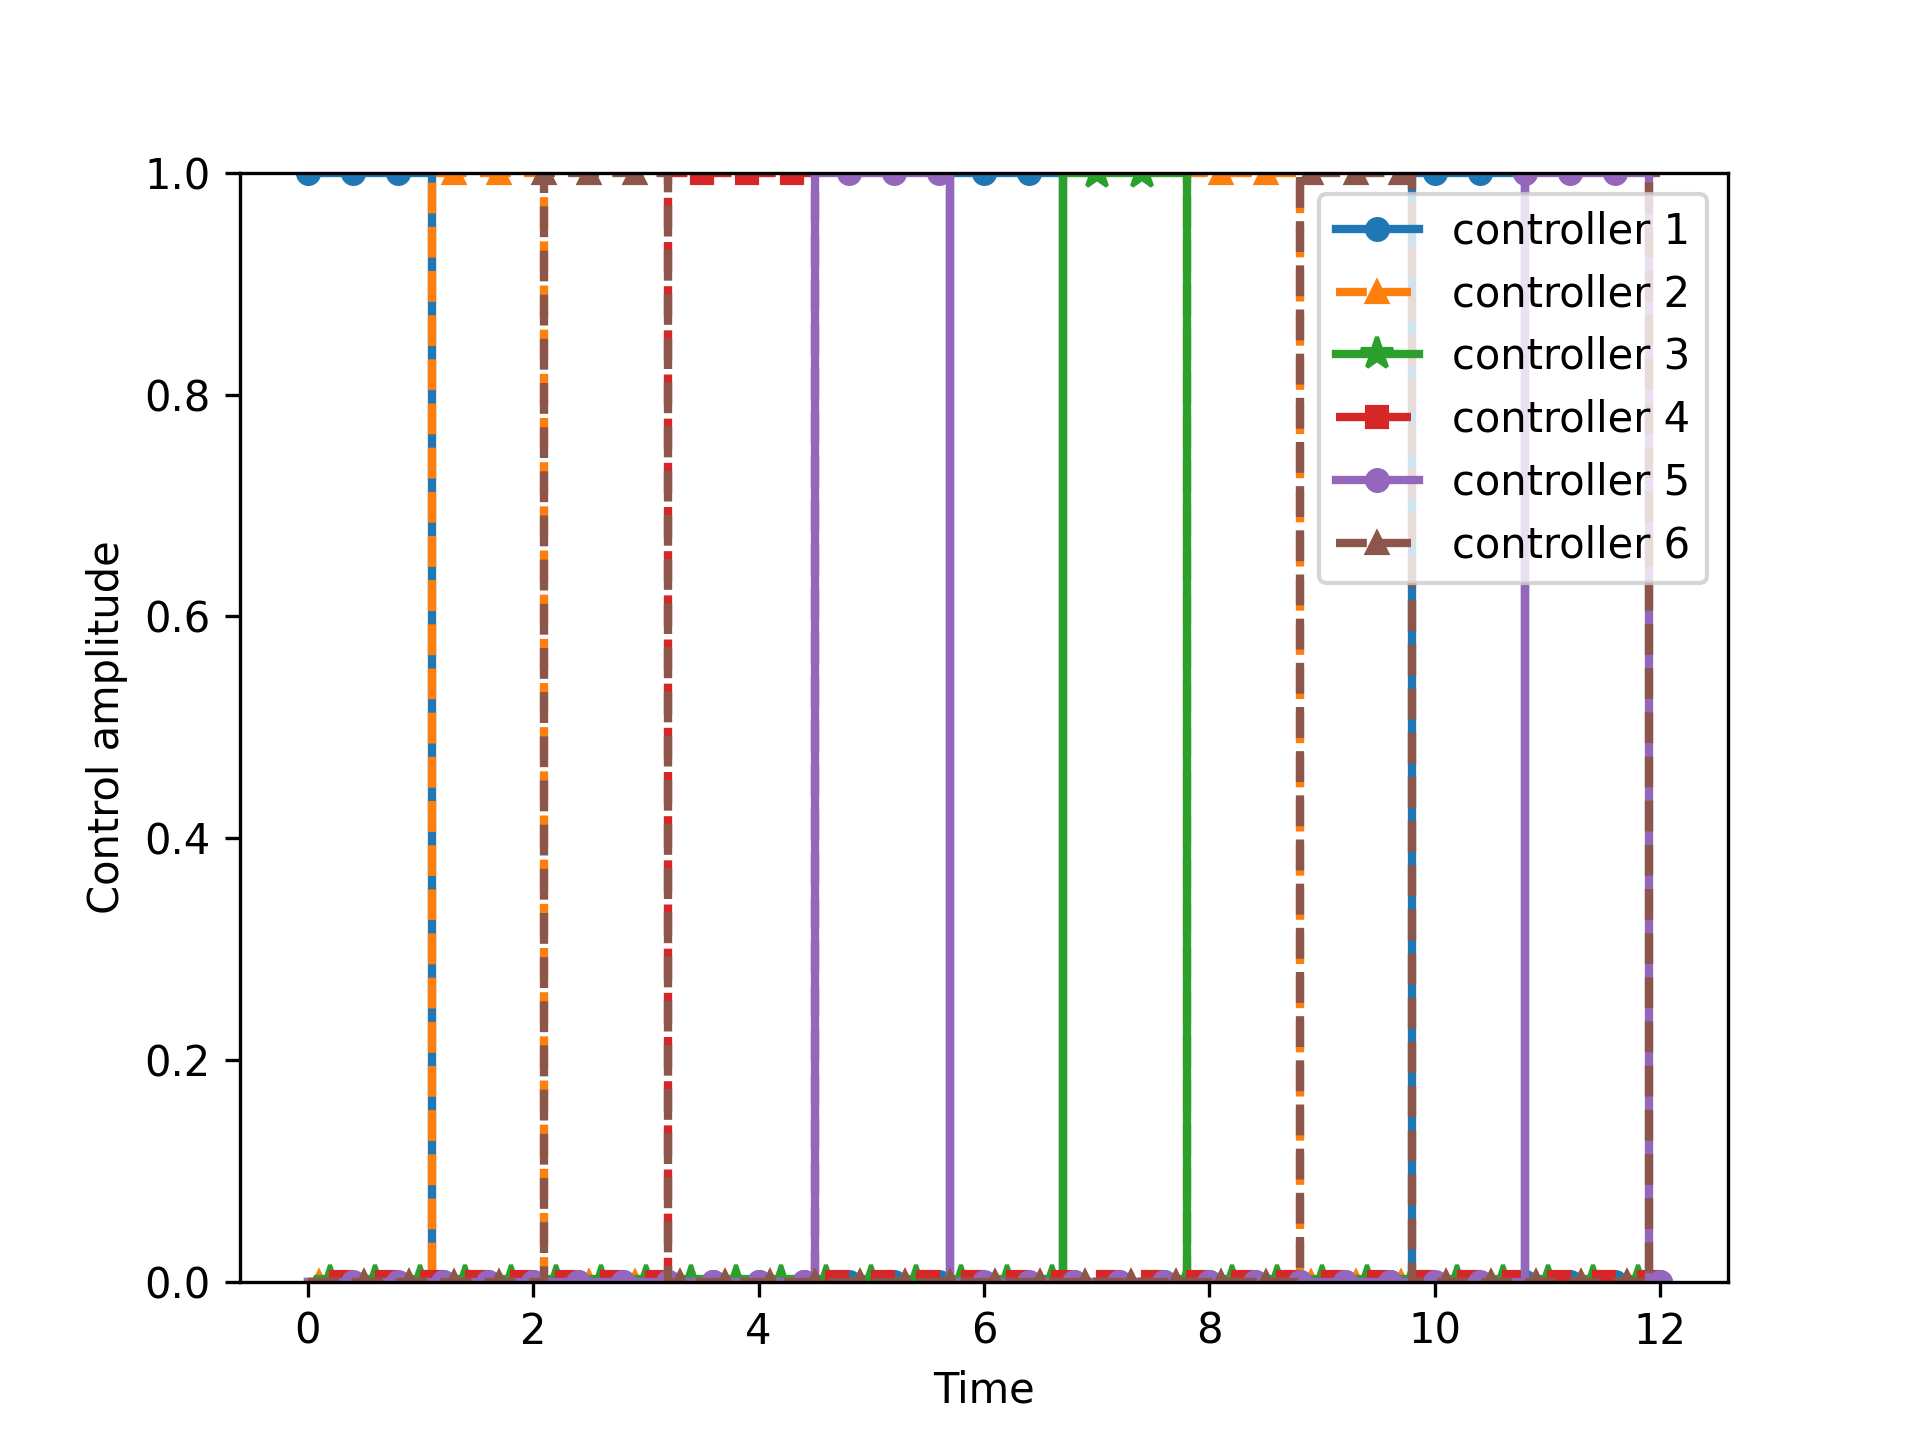 1.0
0.8
0.6
0.4
0.2
0.0
Control amplitude
0 2 4 6 8 10 12
Time
controller 1
controller 2
controller 3
controller 4
controller 5
controller 6